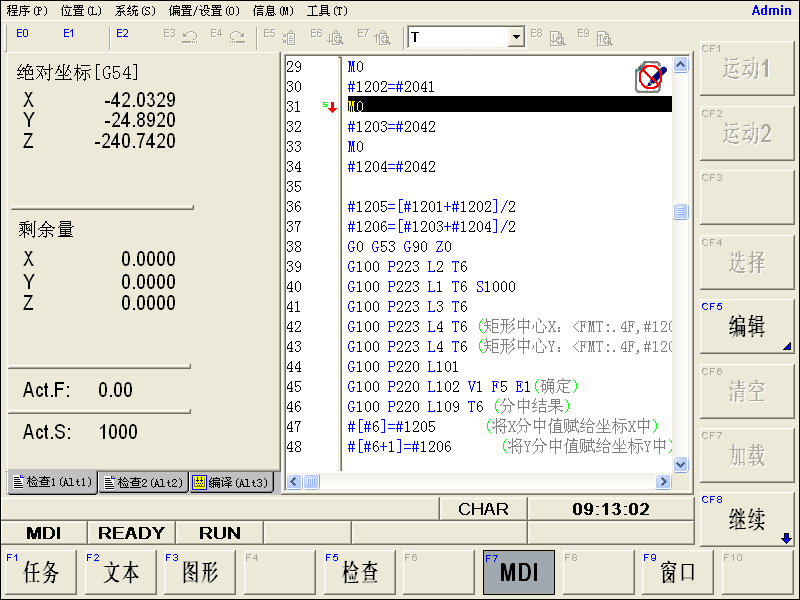 程序(P) 位置(L) 系统(S) 偏置/设置(O) 信息(M) 工具(T) Admin
E0 E1 E2 E3 E4 E5 E6 E7 T E8 E9
绝对坐标[G54]
X -42.0329
Y -24.8920
Z -240.7420
剩余量
X 0.0000
Y 0.0000
Z 0.0000
Act.F: 0.00
Act.S: 1000
检查1(Alt1) 检查2(Alt2) 编译(Alt3)
29 M0
30 #1202=#2041
31 M0
32 #1203=#2042
33 M0
34 #1204=#2042
35
36 #1205=[#1201+#1202]/2
37 #1206=[#1203+#1204]/2
38 G0 G53 G90 Z0
39 G100 P223 L2 T6
40 G100 P223 L1 T6 S1000
41 G100 P223 L3 T6
42 G100 P223 L4 T6 (矩形中心X: <FMT:.4F,#120
43 G100 P223 L4 T6 (矩形中心Y: <FMT:.4F,#120
44 G100 P220 L101
45 G100 P220 L102 V1 F5 E1(确定)
46 G100 P220 L109 T6 (分中结果)
47 #[#6]=#1205 (将X分中值赋给坐标X中)
48 #[#6+1]=#1206 (将Y分中值赋给坐标Y中)
CF1 运动1
CF2 运动2
CF3
CF4 选择
CF5 编辑
CF6 清空
CF7 加载
CF8 继续
CHAR 09:13:02
MDI READY RUN
F1 任务 F2 文本 F3 图形 F4 F5 检查 F6 F7 MDI F8 F9 窗口 F10